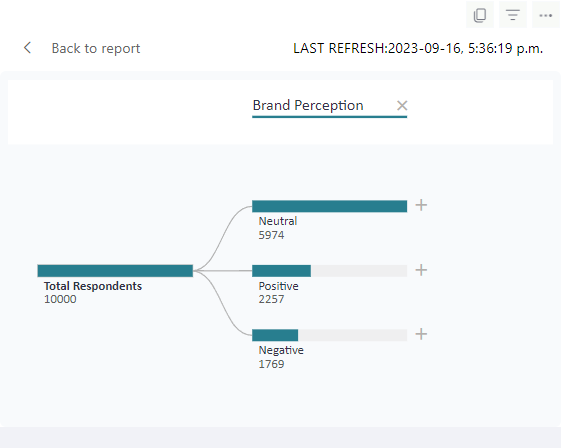 Back to report
LAST REFRESH:2023-09-16, 5:36:19 p.m.
Brand Perception
Neutral
5974
Total Respondents
10000
Positive
2257
Negative
1769